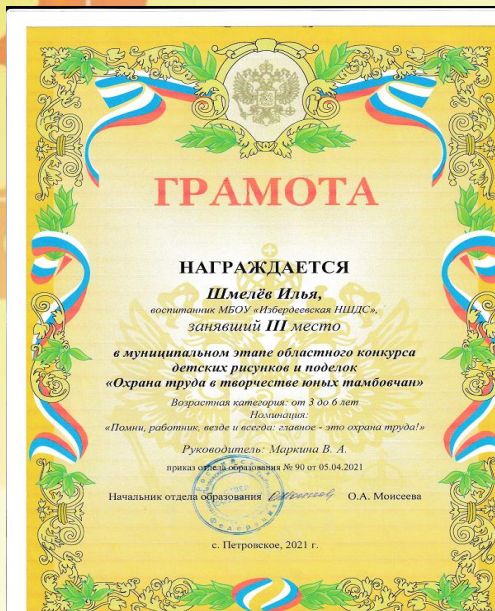 ГРАМОТА
НАГРАЖДАЕТСЯ
Шмелёв Илья,
воспитанник МБОУ «Избердеевская НШДС»,
занявший III место
в муниципальном этапе областного конкурса
детских рисунков и поделок
«Охрана труда в творчестве юных тамбовчан»
Возрастная категория: от 3 до 6 лет
Номинация:
«Помни, работник, везде и всегда: главное - это охрана труда!»
Руководитель: Маркина В. А.
приказ отдела образования № 90 от 05.04.2021
Начальник отдела образования О.А. Моисеева
с. Петровское, 2021 г.